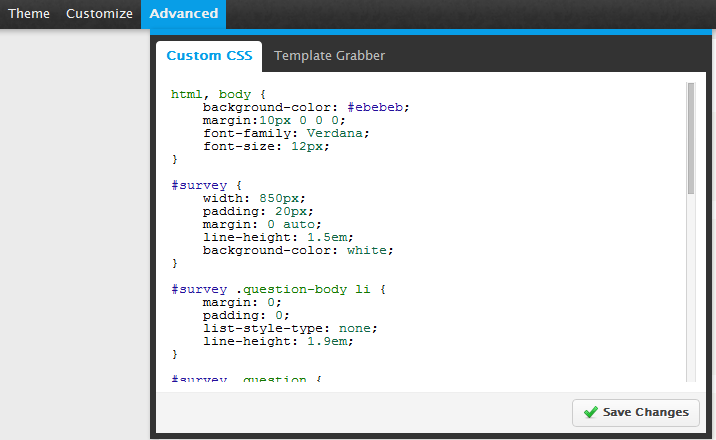 Theme Customize Advanced
Custom CSS Template Grabber
html, body {
    background-color: #ebebeb;
    margin:10px 0 0 0;
    font-family: Verdana;
    font-size: 12px;
}
#survey {
    width: 850px;
    padding: 20px;
    margin: 0 auto;
    line-height: 1.5em;
    background-color: white;
}
#survey .question-body li {
    margin: 0;
    padding: 0;
    list-style-type: none;
    line-height: 1.9em;
}
#survey .question {
Save Changes